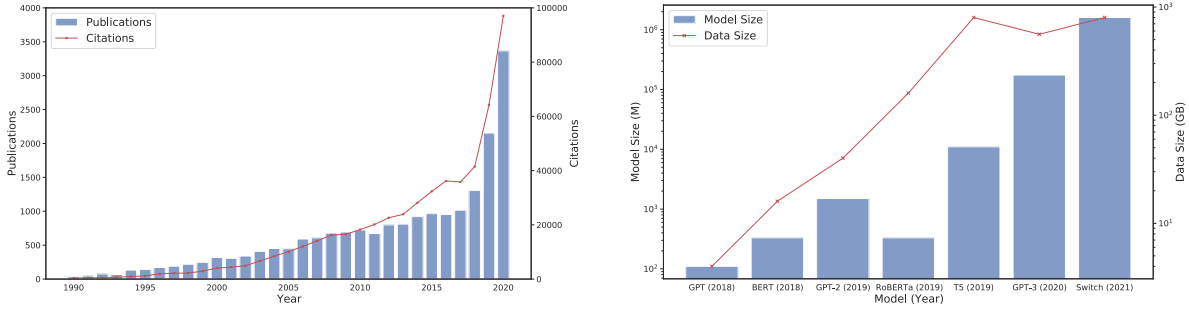 4000
3500
3000
2500
2000
1500
1000
500
0
Publications
Publications
Citations
100000
80000
60000
40000
20000
0
Citations
1990 1995 2000 2005 2010 2015 2020
Year
10⁶
10⁵
10⁴
10³
10²
Model Size (M)
Model Size
Data Size
10³
10²
10¹
Data Size (GB)
GPT (2018) BERT (2018) GPT-2 (2019) RoBERTa (2019) T5 (2019) GPT-3 (2020) Switch (2021)
Model (Year)